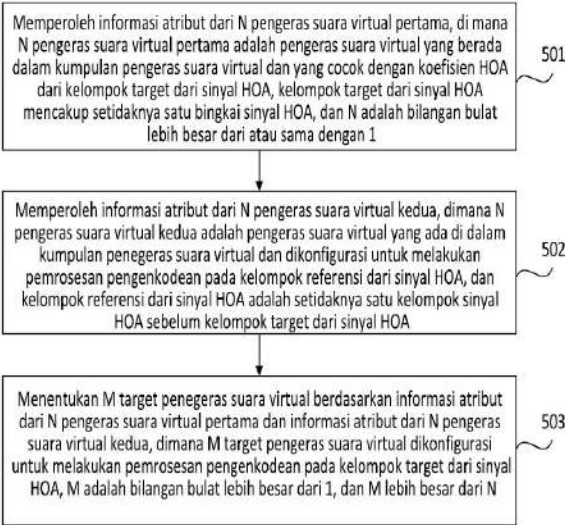 Memperoleh informasi atribut dari N pengeras suara virtual pertama, di mana
N pengeras suara virtual pertama adalah pengeras suara virtual yang berada
dalam kumpulan pengeras suara virtual dan yang cocok dengan koefisien HOA
dari kelompok target dari sinyal HOA, kelompok target dari sinyal HOA
mencakup setidaknya satu bingkai sinyal HOA, dan N adalah bilangan bulat
lebih besar dari atau sama dengan 1
501
Memperoleh informasi atribut dari N pengeras suara virtual kedua, dimana N
pengeras suara virtual kedua adalah pengeras suara virtual yang ada di dalam
kumpulan penegeras suara virtual dan dikonfigurasi untuk melakukan
pemrosesan pengenkodean pada kelompok referensi dari sinyal HOA, dan
kelompok referensi dari sinyal HOA adalah setidaknya satu kelompok sinyal
HOA sebelum kelompok target dari sinyal HOA
502
Menentukan M target penegeras suara virtual berdasarkan informasi atribut
dari N pengeras suara virtual pertama dan informasi atribut dari N pengeras
suara virtual kedua, dimana M target pengeras suara virtual dikonfigurasi
untuk melakukan pemrosesan pengenkodean pada kelompok target dari sinyal
HOA, M adalah bilangan bulat lebih besar dari 1, dan M lebih besar dari N
503